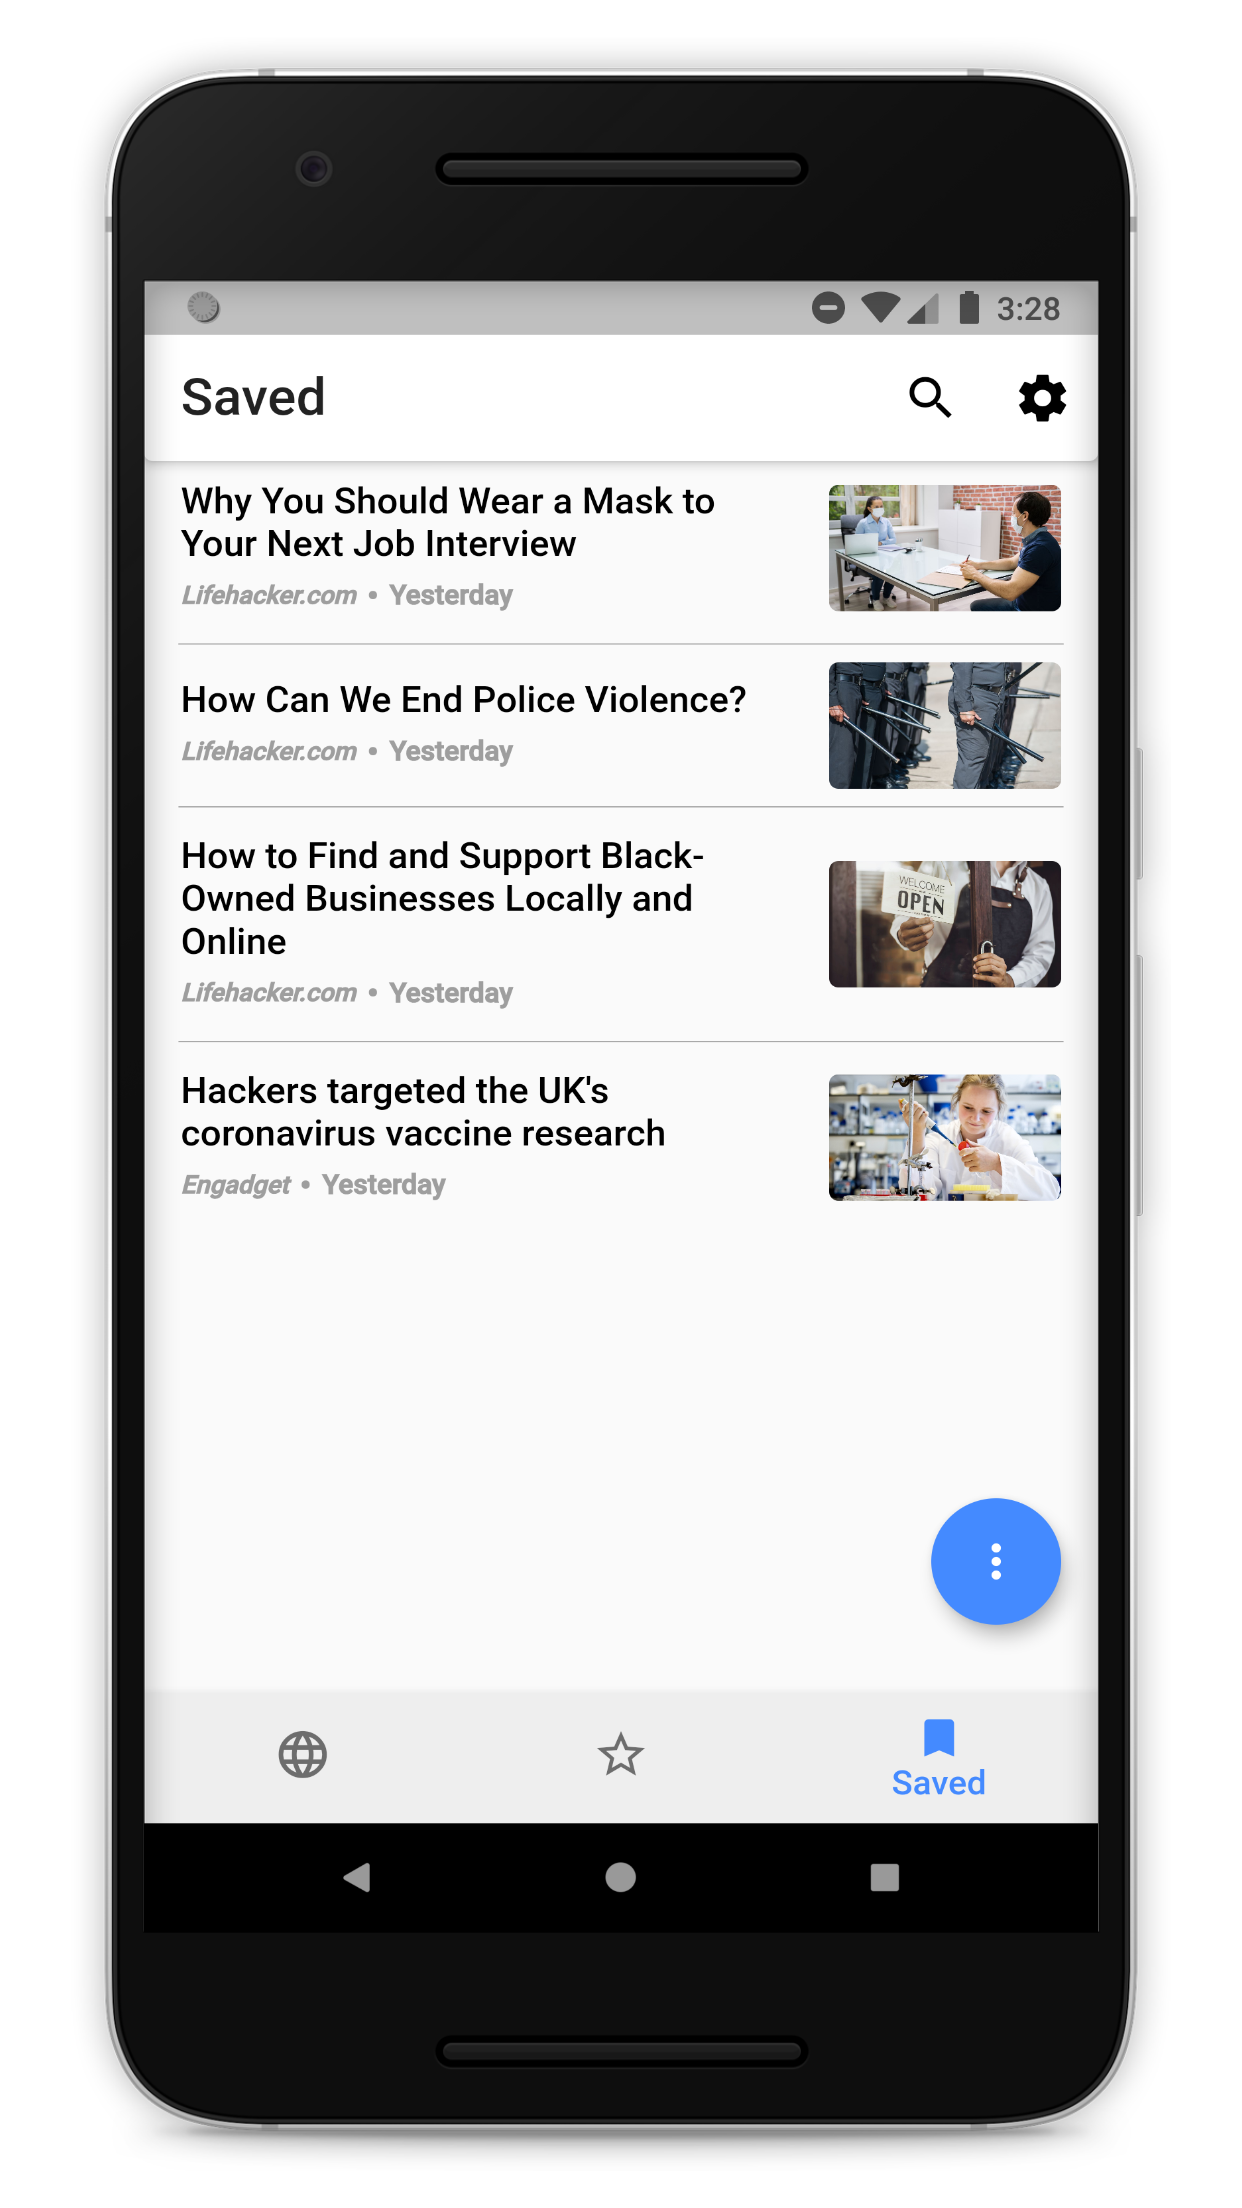 3:28
Saved
Why You Should Wear a Mask to
Your Next Job Interview
Lifehacker.com • Yesterday
How Can We End Police Violence?
Lifehacker.com • Yesterday
How to Find and Support Black-
Owned Businesses Locally and
Online
Lifehacker.com • Yesterday
WELCOME
OPEN
Hackers targeted the UK's
coronavirus vaccine research
Engadget • Yesterday
Saved